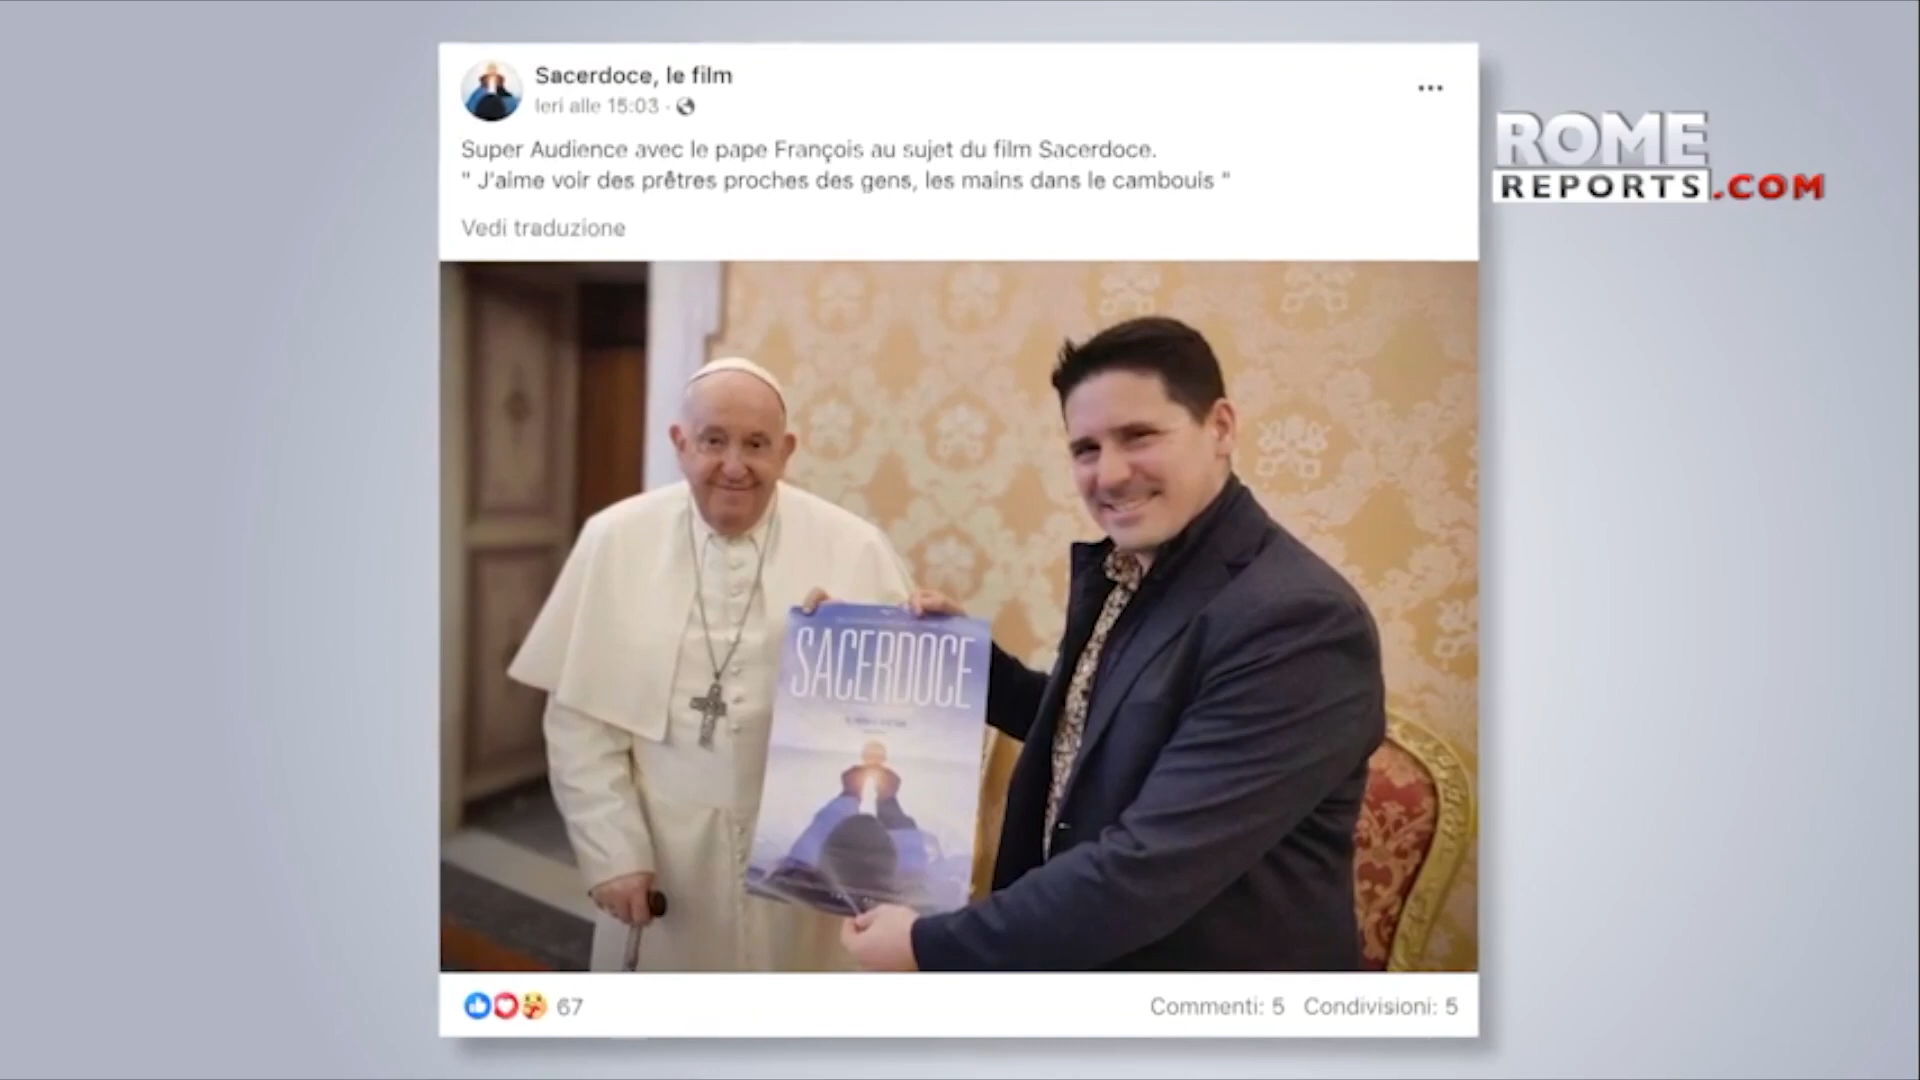 Sacerdoce, le film
Ieri alle 15:03 ·
Super Audience avec le pape François au sujet du film Sacerdoce.
" J'aime voir des prêtres proches des gens, les mains dans le cambouis "
Vedi traduzione
ROME
REPORTS.COM
SACERDOCE
67
Commenti: 5 Condivisioni: 5